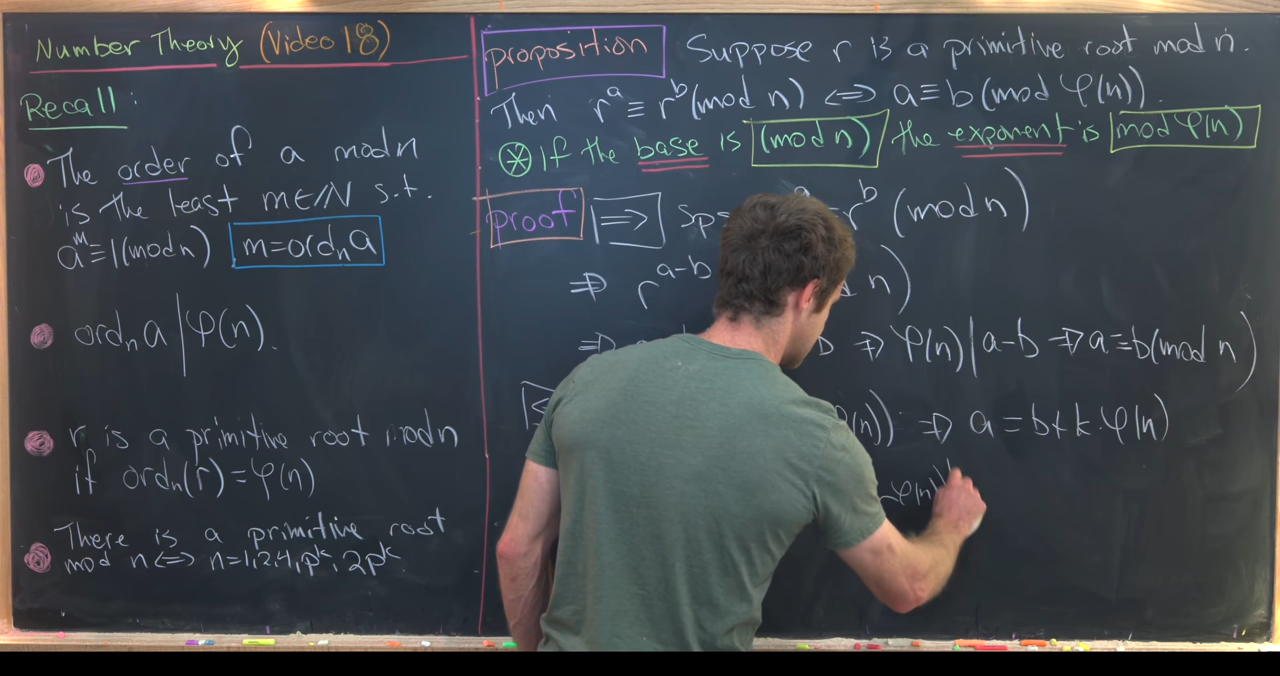 Number Theory (Video 18)
Recall:
The order of a mod n
is the least m∈ℕ s.t.
a^m≡1(mod n) m=ord_n a
ord_n a | φ(n).
r is a primitive root mod n
if ord_n(r)=φ(n)
There is a primitive root
mod n ⟺ n=1,2,4,p^k,2p^k.
proposition Suppose r is a primitive root mod n.
Then r^a ≡ r^b (mod n) ⟺ a≡b (mod φ(n)).
⊛ If the base is (mod n) the exponent is mod φ(n)
proof ⟹ Sps r^b (mod n)
⟹ r^{a-b} n)
⟹ ⟹ φ(n) | a-b ⟹ a≡b(mod n)
(n)) ⟹ a = b+k·φ(n)
φ(n)